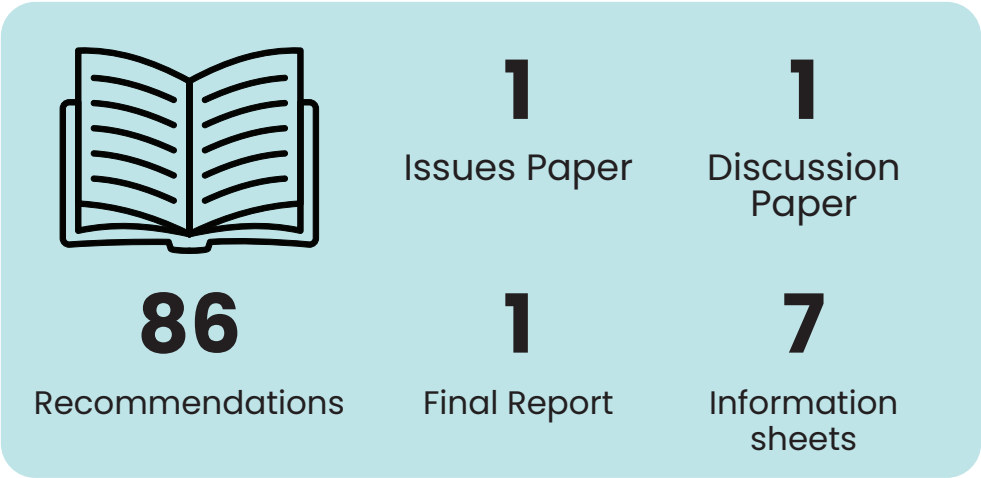 1
Issues Paper
1
Discussion
Paper
86
Recommendations
1
Final Report
7
Information
sheets